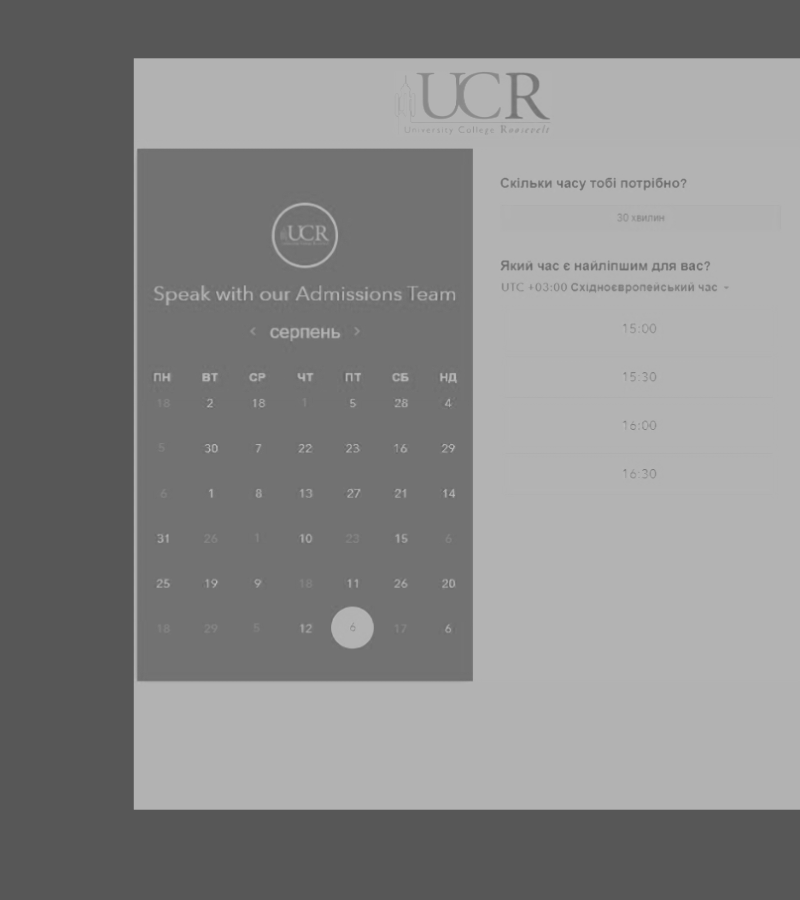 UCR
University College Roosevelt
UCR
Speak with our Admissions Team
< серпень >
ПН ВТ СР ЧТ ПТ СБ НД
18 2 18 1 5 28 4
5 30 7 22 23 16 29
6 1 8 13 27 21 14
31 26 1 10 23 15 6
25 19 9 18 11 26 20
18 29 5 12 6 17 6
Скільки часу тобі потрібно?
30 хвилин
Який час є найліпшим для вас?
UTC +03:00 Східноєвропейський час
15:00
15:30
16:00
16:30